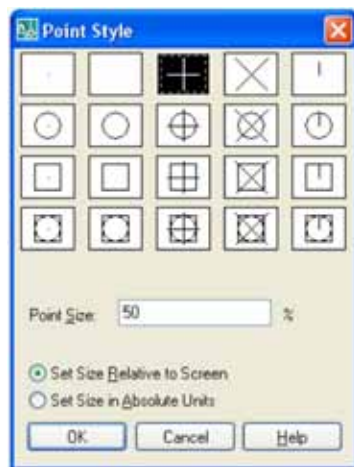 Point Style
Point Size: 50 %
Set Size Relative to Screen
Set Size in Absolute Units
OK Cancel Help